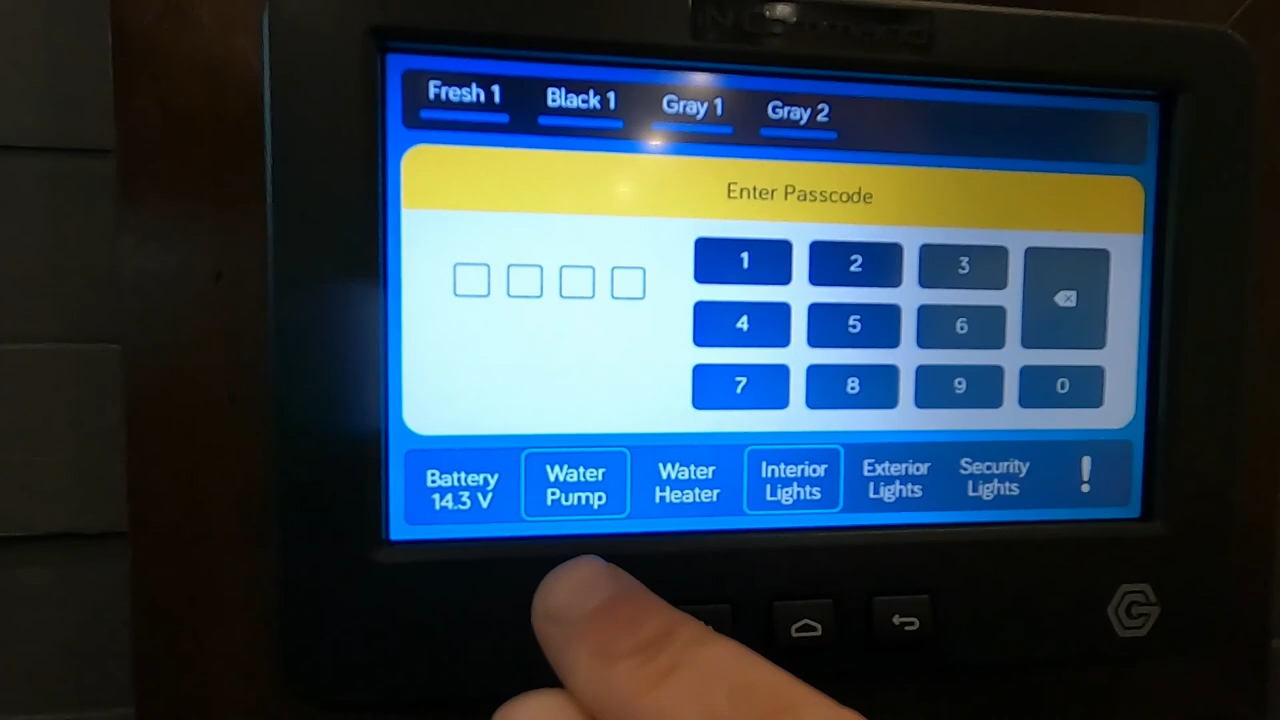 Fresh 1 Black 1 Gray 1 Gray 2
Enter Passcode
1 2 3
4 5 6
7 8 9 0
Battery
14.3 V
Water
Pump
Water
Heater
Interior
Lights
Exterior
Lights
Security
Lights
!